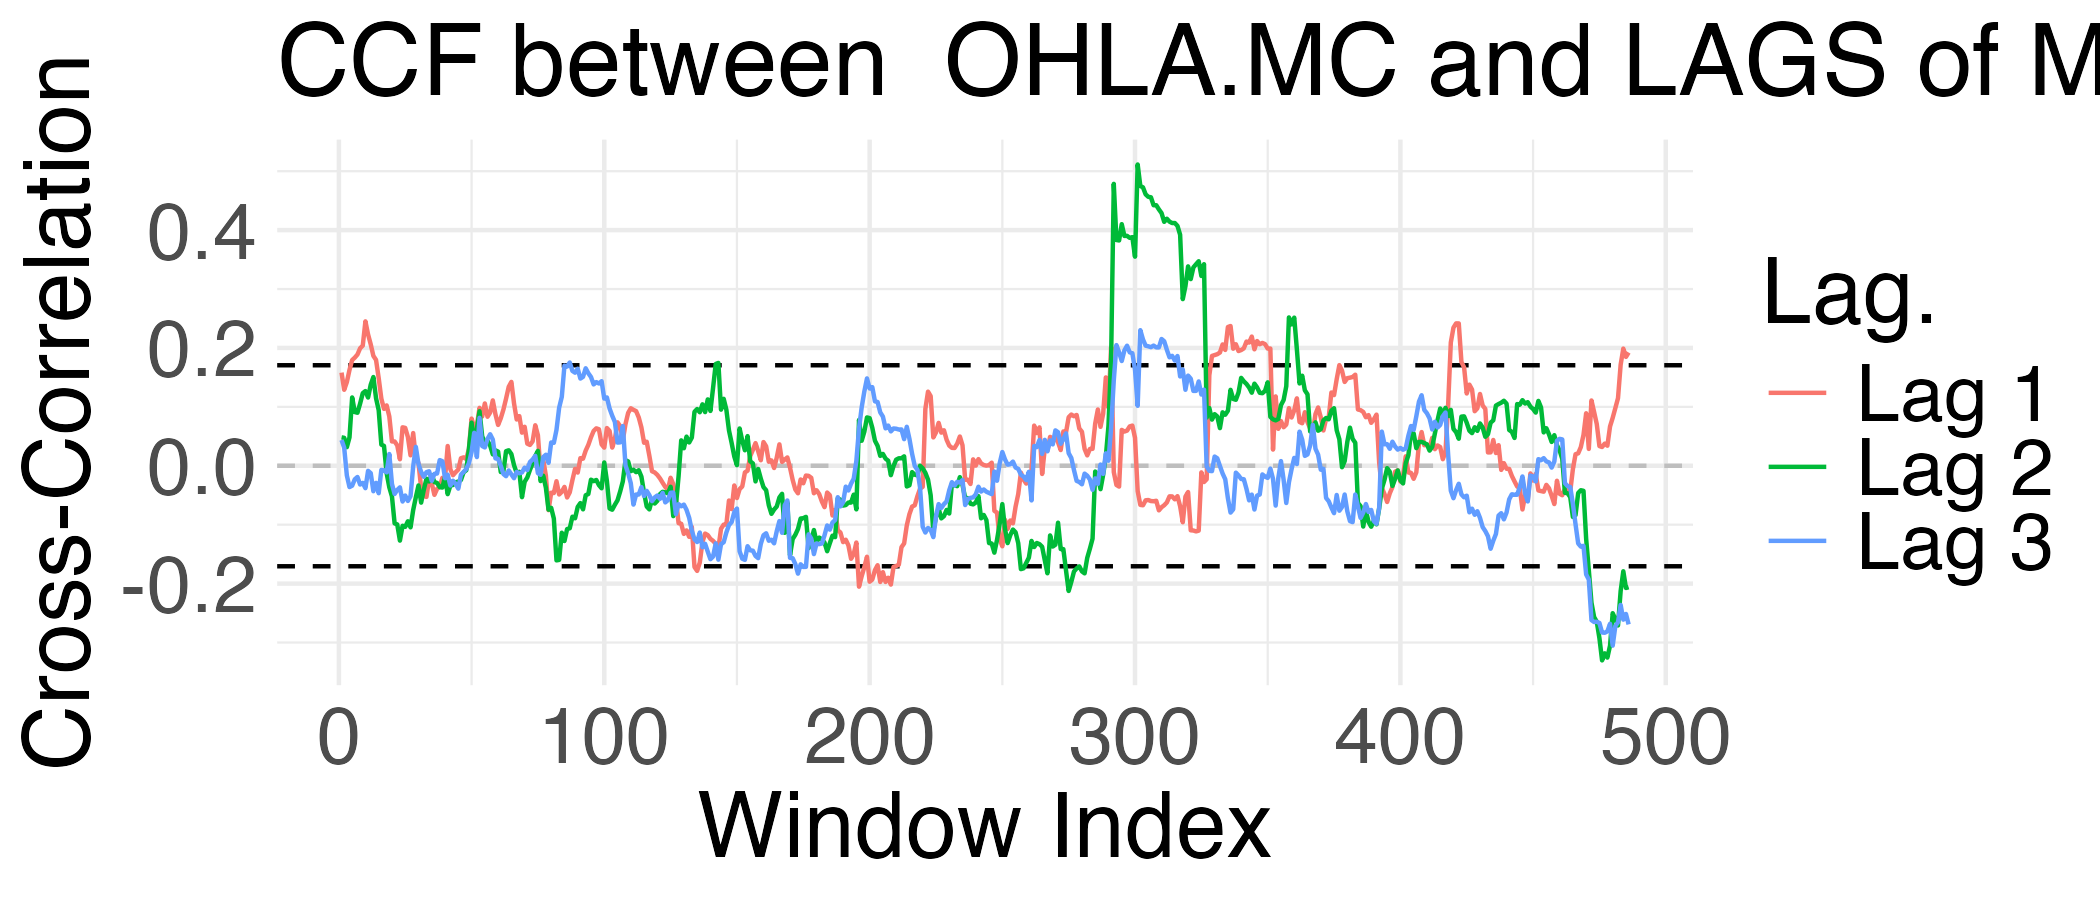 CCF between  OHLA.MC and LAGS of M
Cross-Correlation
0.4
0.2
0.0
-0.2
0
100
200
300
400
500
Window Index
Lag.
Lag 1
Lag 2
Lag 3